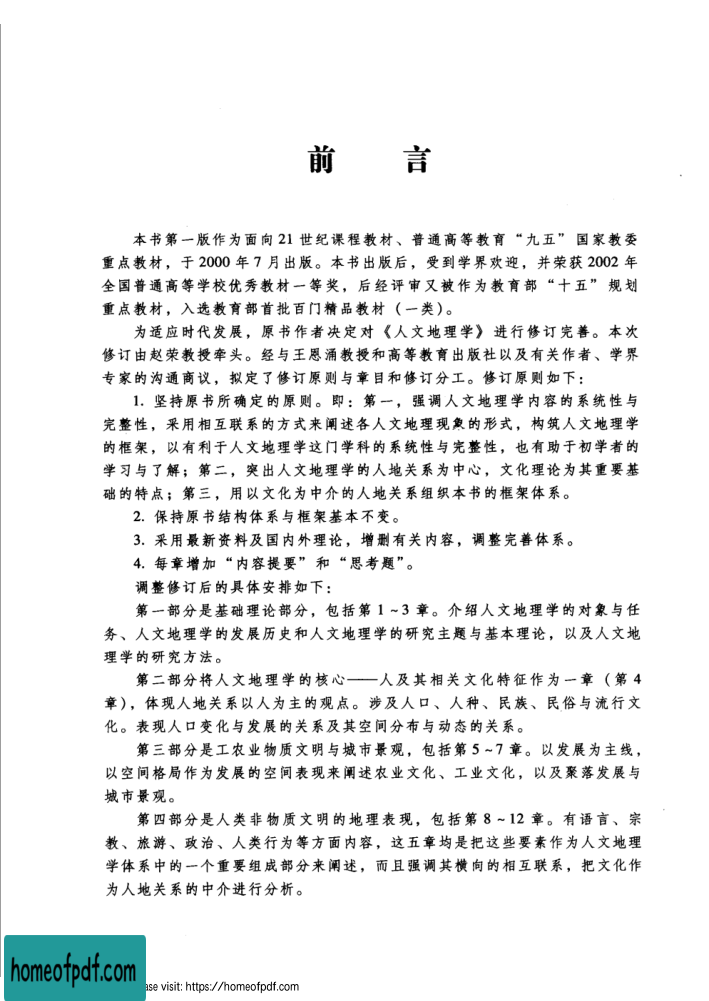 前 言
本书第一版作为面向 21 世纪课程教材、普通高等教育“九五”国家教委
重点教材，于 2000 年 7 月出版。本书出版后，受到学界欢迎，并荣获 2002 年
全国普通高等学校优秀教材一等奖，后经评审又被作为教育部“十五”规划
重点教材，入选教育部首批百门精品教材（一类）。
为适应时代发展，原书作者决定对《人文地理学》进行修订完善。本次
修订由赵荣教授牵头。经与王恩涌教授和高等教育出版社以及有关作者、学界
专家的沟通商议，拟定了修订原则与章目和修订分工。修订原则如下：
1. 坚持原书所确定的原则。即：第一，强调人文地理学内容的系统性与
完整性，采用相互联系的方式来阐述各人文地理现象的形式，构筑人文地理学
的框架，以有利于人文地理学这门学科的系统性与完整性，也有助于初学者的
学习与了解；第二，突出人文地理学的人地关系为中心，文化理论为其重要基
础的特点；第三，用以文化为中介的人地关系组织本书的框架体系。
2. 保持原书结构体系与框架基本不变。
3. 采用最新资料及国内外理论，增删有关内容，调整完善体系。
4. 每章增加“内容提要”和“思考题”。
调整修订后的具体安排如下：
第一部分是基础理论部分，包括第 1～3 章。介绍人文地理学的对象与任
务、人文地理学的发展历史和人文地理学的研究主题与基本理论，以及人文地
理学的研究方法。
第二部分将人文地理学的核心——人及其相关文化特征作为一章（第 4
章），体现人地关系以人为主的观点。涉及人口、人种、民族、民俗与流行文
化。表现人口变化与发展的关系及其空间分布与动态的关系。
第三部分是工农业物质文明与城市景观，包括第 5～7 章。以发展为主线，
以空间格局作为发展的空间表现来阐述农业文化、工业文化，以及聚落发展与
城市景观。
第四部分是人类非物质文明的地理表现，包括第 8～12 章。有语言、宗
教、旅游、政治、人类行为等方面内容，这五章均是把这些要素作为人文地理
学体系中的一个重要组成部分来阐述，而且强调其横向的相互联系，把文化作
为人地关系的中介进行分析。
homeofpdf.com
ase visit: https://homeofpdf.com